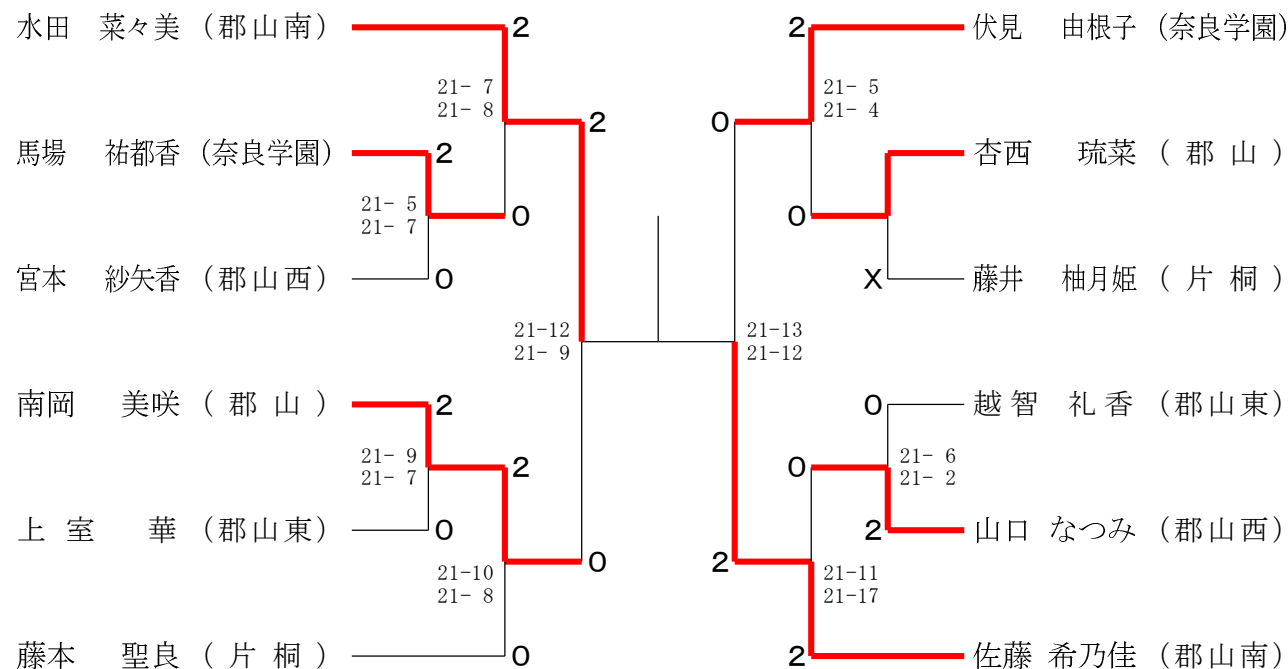 水田　菜々美 (郡山南) 2
21- 7
21- 8
2
馬場　祐都香 (奈良学園) 2
21- 5
21- 7
0
宮本　紗矢香 (郡山西) 0
21-12
21- 9
南岡　美咲 ( 郡 山 ) 2
21- 9
21- 7
2
上 室　華 (郡山東) 0
21-10
21- 8
0
藤本　聖良 ( 片 桐 ) 0
2 伏見　由根子 (奈良学園)
21- 5
21- 4
0
杏西　琉菜 ( 郡 山 )
0
X 藤井　柚月姫 ( 片 桐 )
21-13
21-12
0 越 智　礼 香 (郡山東)
21- 6
21- 2
0
2 山口 なつみ (郡山西)
2
21-11
21-17
2 佐藤 希乃佳 (郡山南)